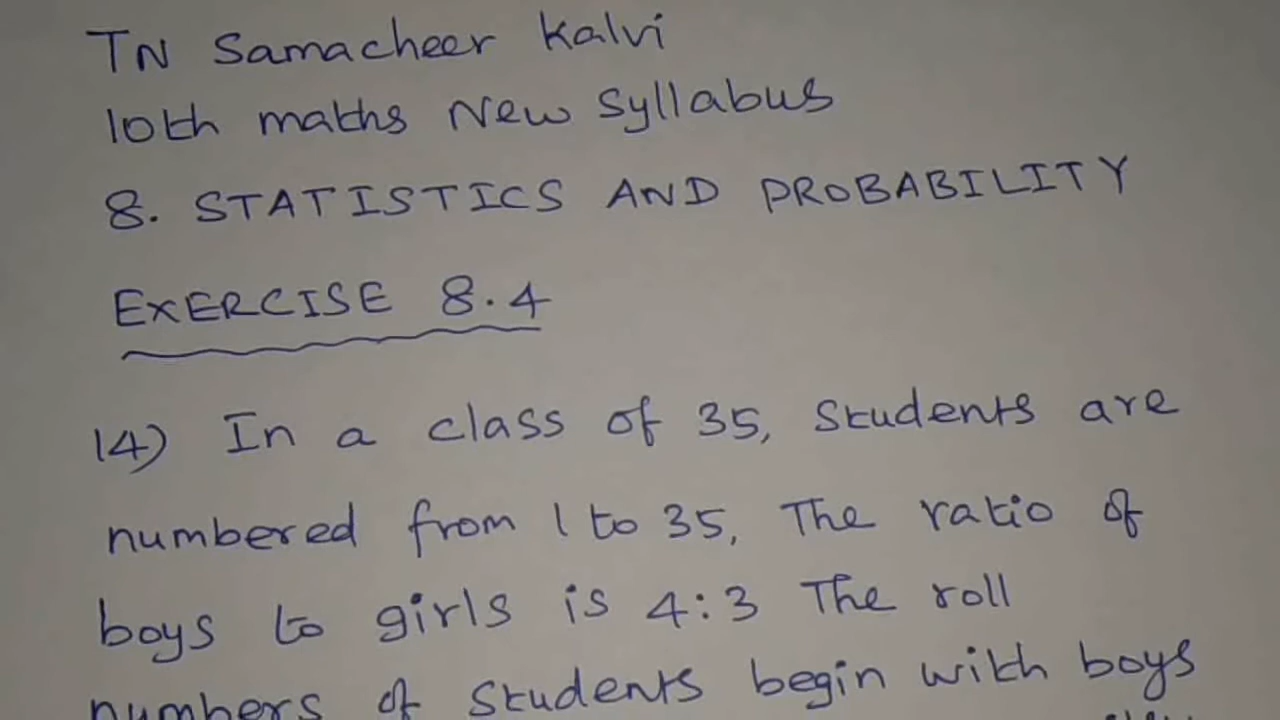 TN Samacheer Kalvi
10th maths New Syllabus
8. STATISTICS AND PROBABILITY
EXERCISE 8.4
14) In a class of 35, Students are
numbered from 1 to 35, The ratio of
boys to girls is 4:3 The roll
numbers of Students begin with boys